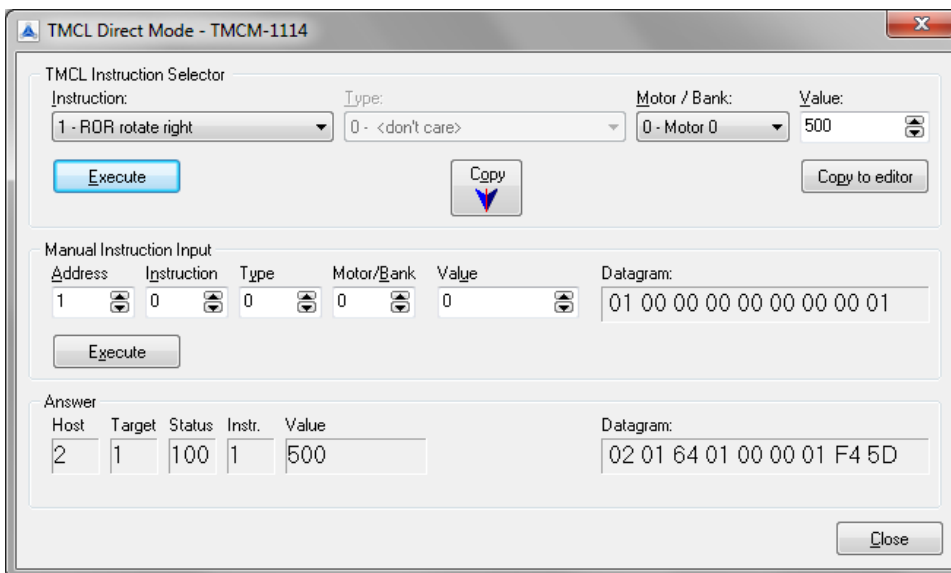 TMCL Direct Mode - TMCM-1114
TMCL Instruction Selector
Instruction: Type: Motor / Bank: Value:
1 - ROR rotate right 0 - <don't care> 0 - Motor 0 500
Execute Copy Copy to editor
Manual Instruction Input
Address Instruction Type Motor/Bank Value Datagram:
1 0 0 0 0 01 00 00 00 00 00 00 00 01
Execute
Answer
Host Target Status Instr. Value Datagram:
2 1 100 1 500 02 01 64 01 00 00 01 F4 5D
Close